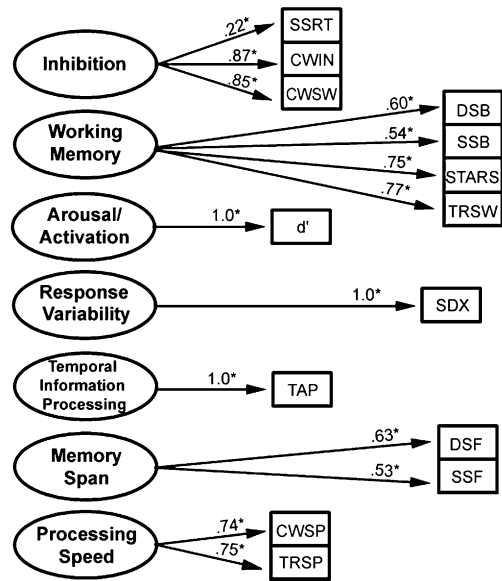 .22*
SSRT
Inhibition
.87*
CWIN
.85*
CWSW
.60*
DSB
Working
Memory
.54*
SSB
.75*
STARS
.77*
TRSW
Arousal/
Activation
1.0*
d'
Response
Variability
1.0*
SDX
Temporal
Information
Processing
1.0*
TAP
Memory
Span
.63*
DSF
.53*
SSF
Processing
Speed
.74*
CWSP
.75*
TRSP